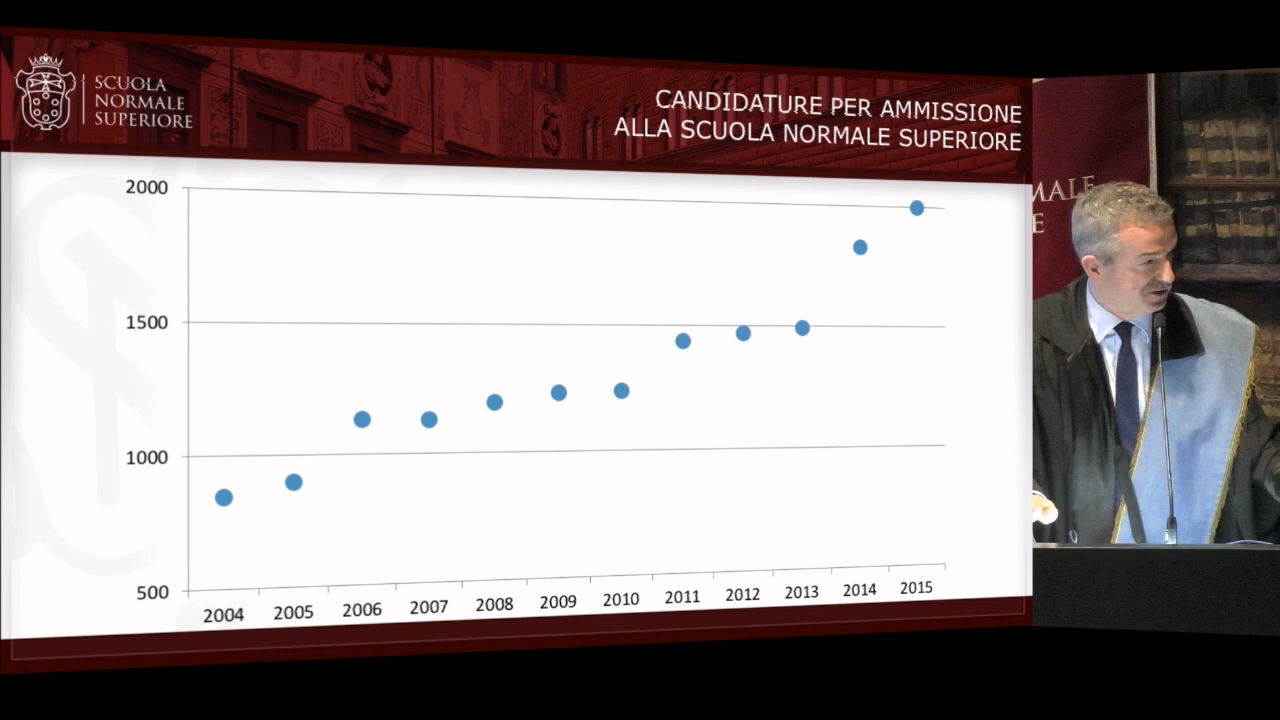 SCUOLA
NORMALE
SUPERIORE
CANDIDATURE PER AMMISSIONE
ALLA SCUOLA NORMALE SUPERIORE
2000
1500
1000
500
2004 2005 2006 2007 2008 2009 2010 2011 2012 2013 2014 2015
MALE
E